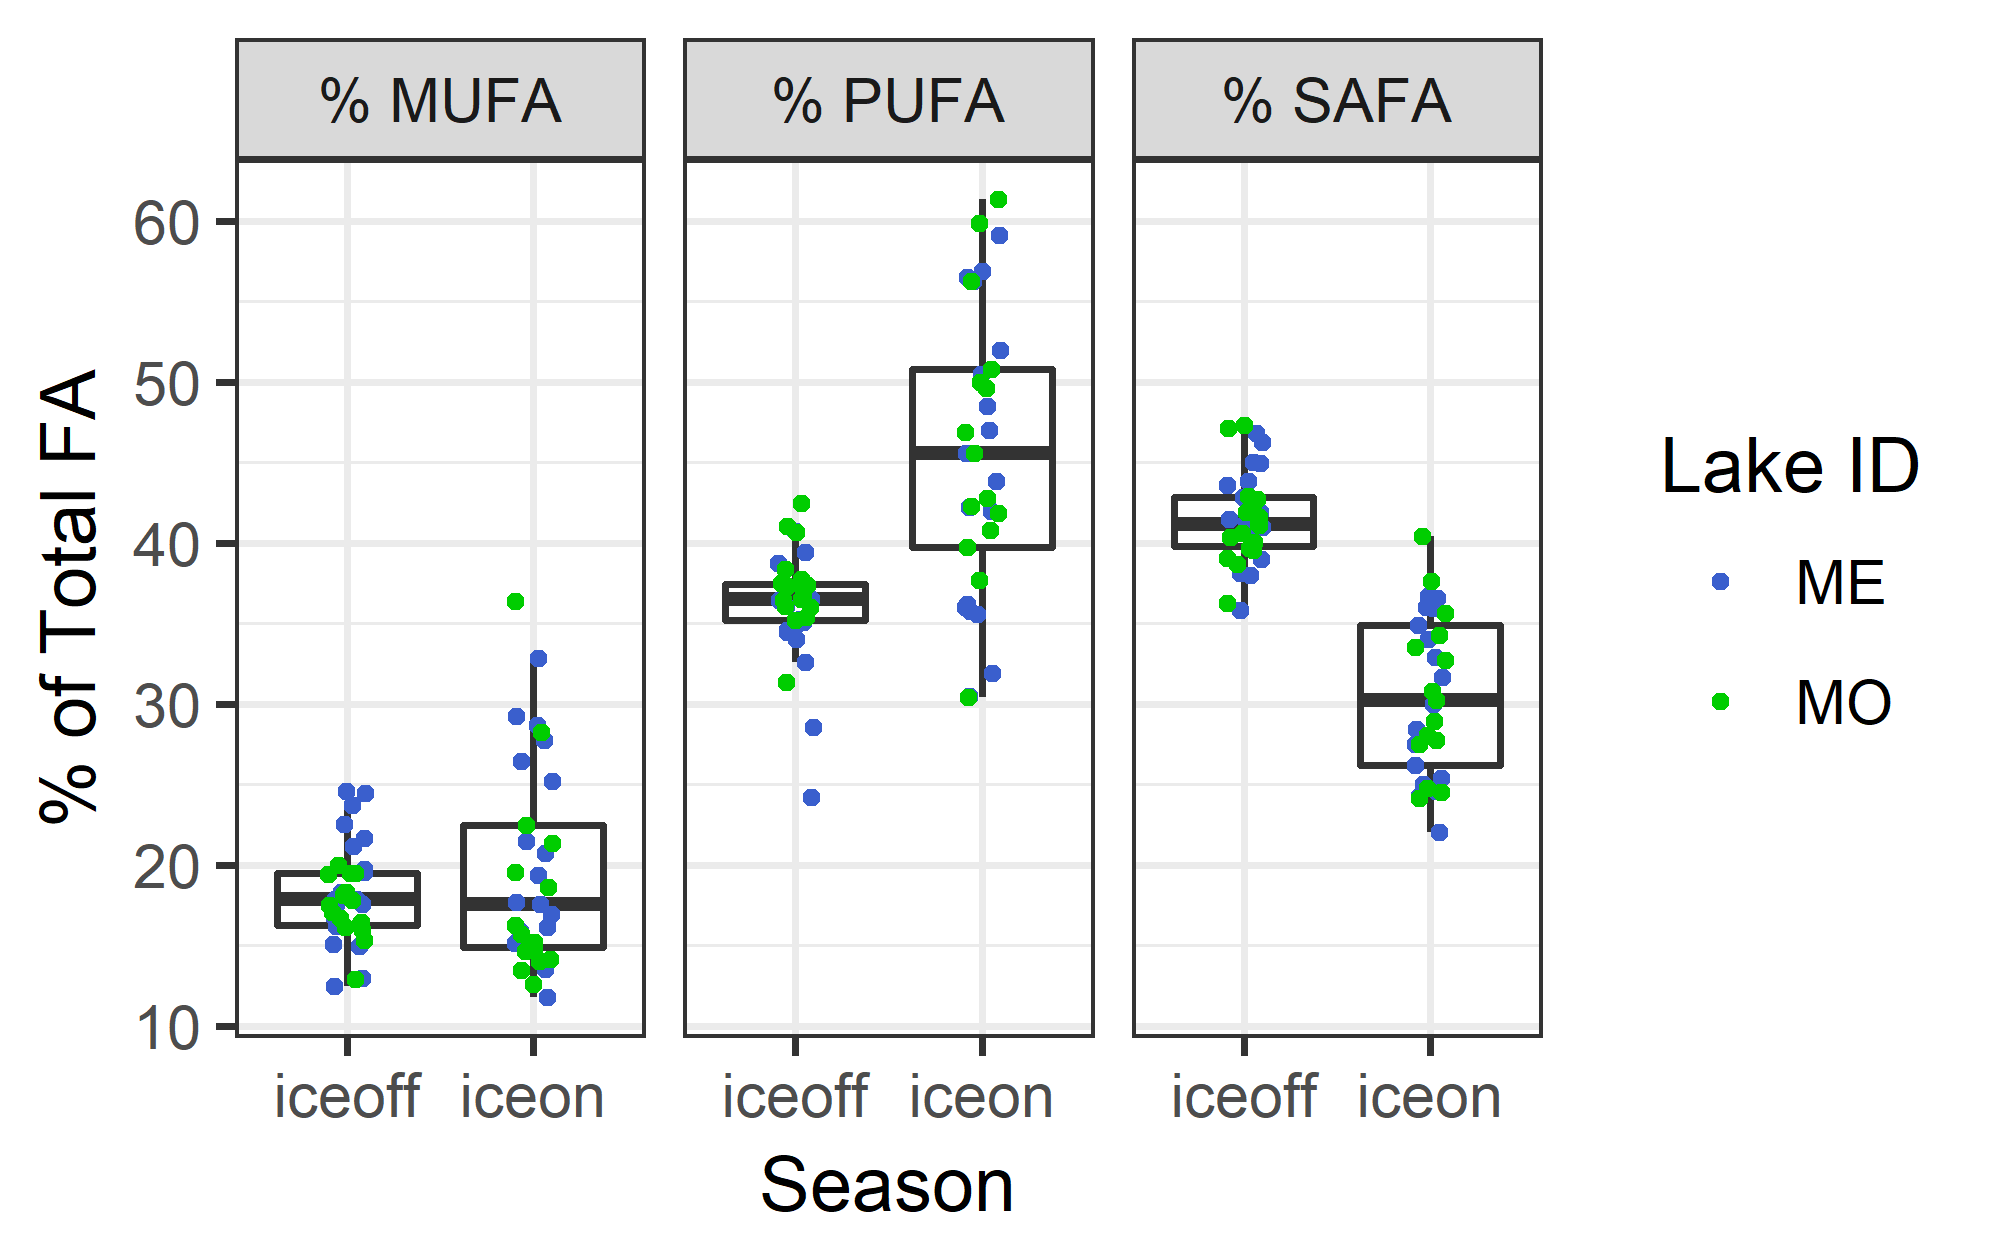 % MUFA
% PUFA
% SAFA
% of Total FA
60
50
40
30
20
10
iceoff iceon
iceoff iceon
iceoff iceon
Season
Lake ID
ME
MO